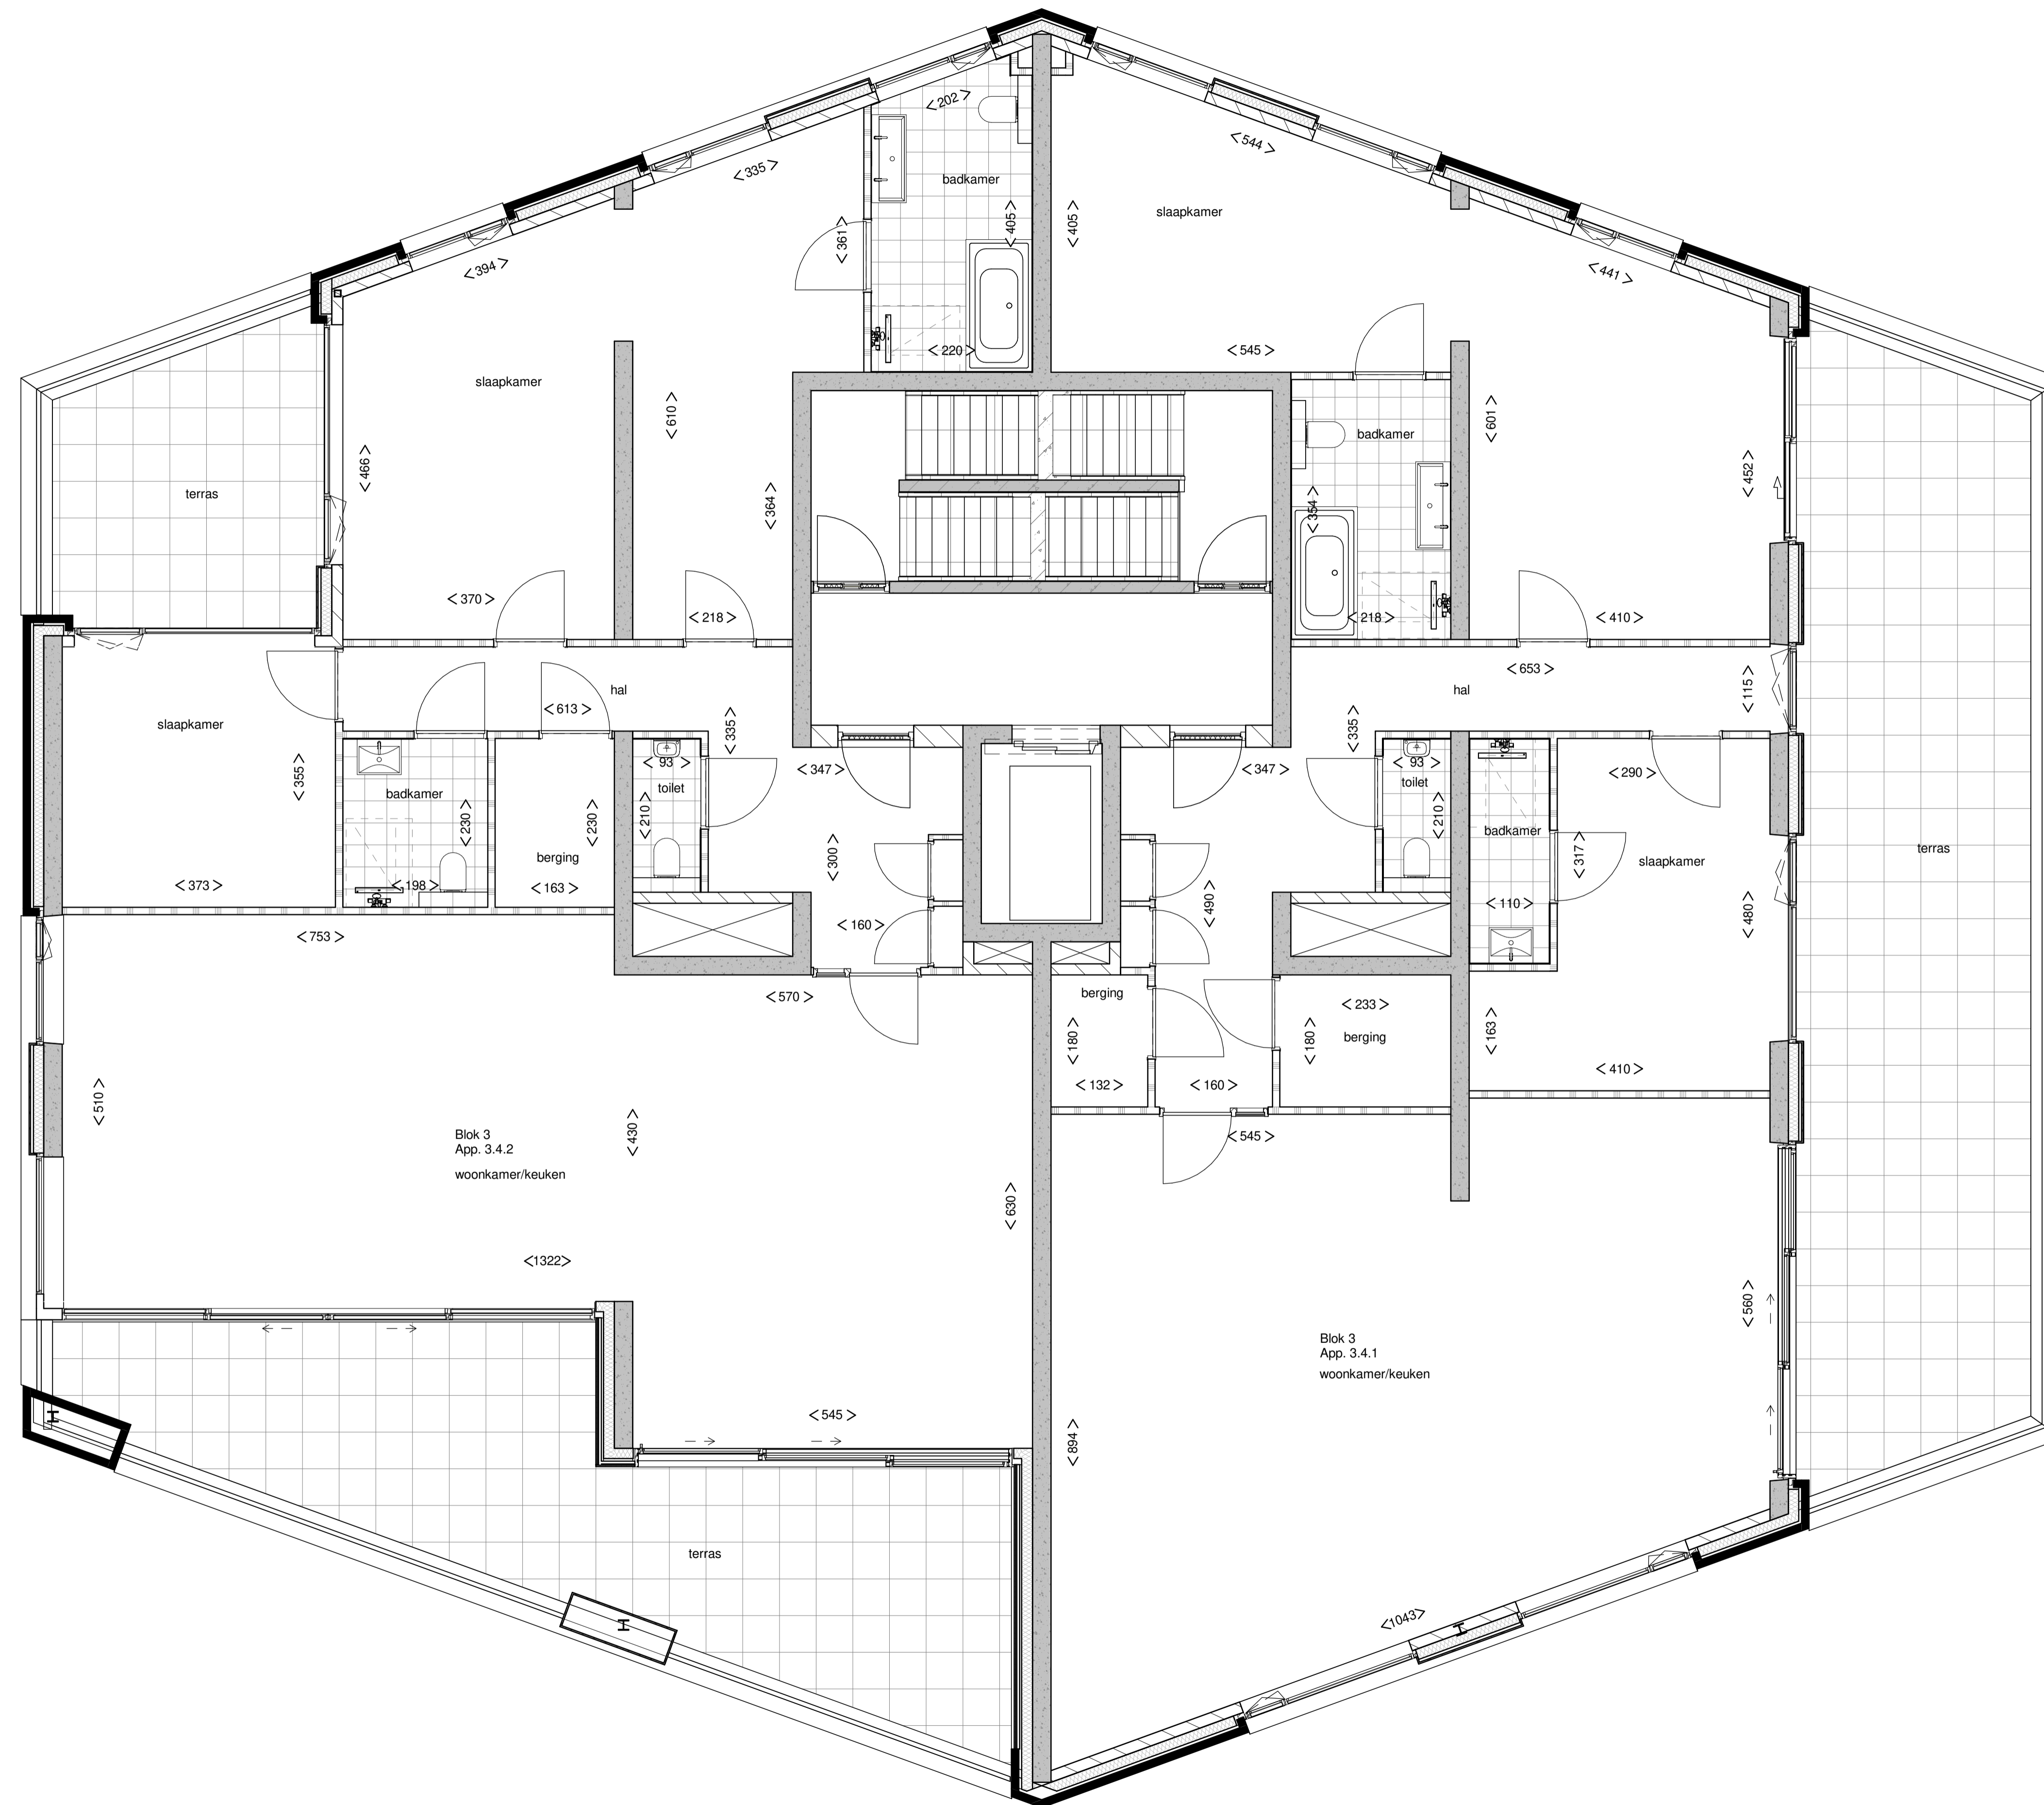 <202>
<335>
<544>
badkamer
slaapkamer
<394>
<361>
<405>
<405>
<441>
<220>
<545>
slaapkamer
<610>
<601>
badkamer
<466>
<452>
terras
<364>
<354>
<370>
<218>
<218>
<410>
<653>
hal
<613>
hal
<115>
slaapkamer
<335>
<335>
<93>
<347>
<347>
<93>
<290>
<355>
toilet
toilet
badkamer
<230>
<230>
<210>
<210>
badkamer
berging
<300>
<317>
slaapkamer
terras
<373>
<198>
<163>
<490>
<110>
<160>
<480>
<753>
<570>
berging
<233>
<163>
<180>
<180>
berging
<510>
<410>
<132>
<160>
<430>
<545>
Blok 3
App. 3.4.2
woonkamer/keuken
<630>
<1322>
<560>
Blok 3
App. 3.4.1
woonkamer/keuken
<545>
<894>
terras
<1043>